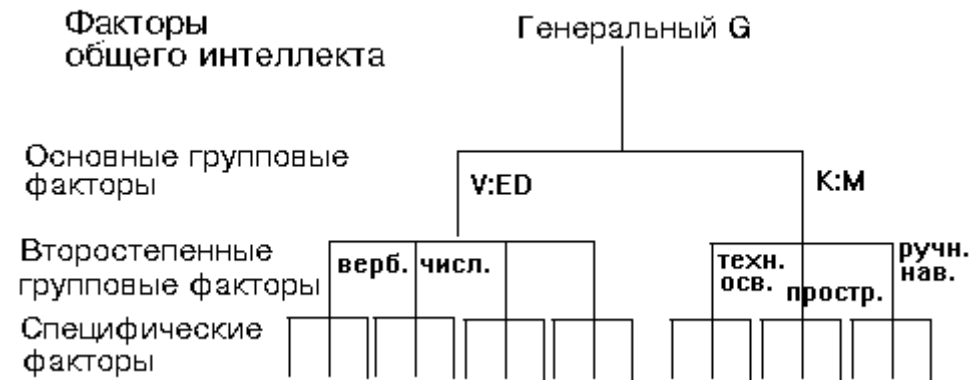 Факторы
общего интеллекта
Генеральный G
Основные групповые
факторы
V:ED
K:M
Второстепенные
групповые факторы
верб. числ.
техн.
осв.
простр.
ручн.
нав.
Специфические
факторы